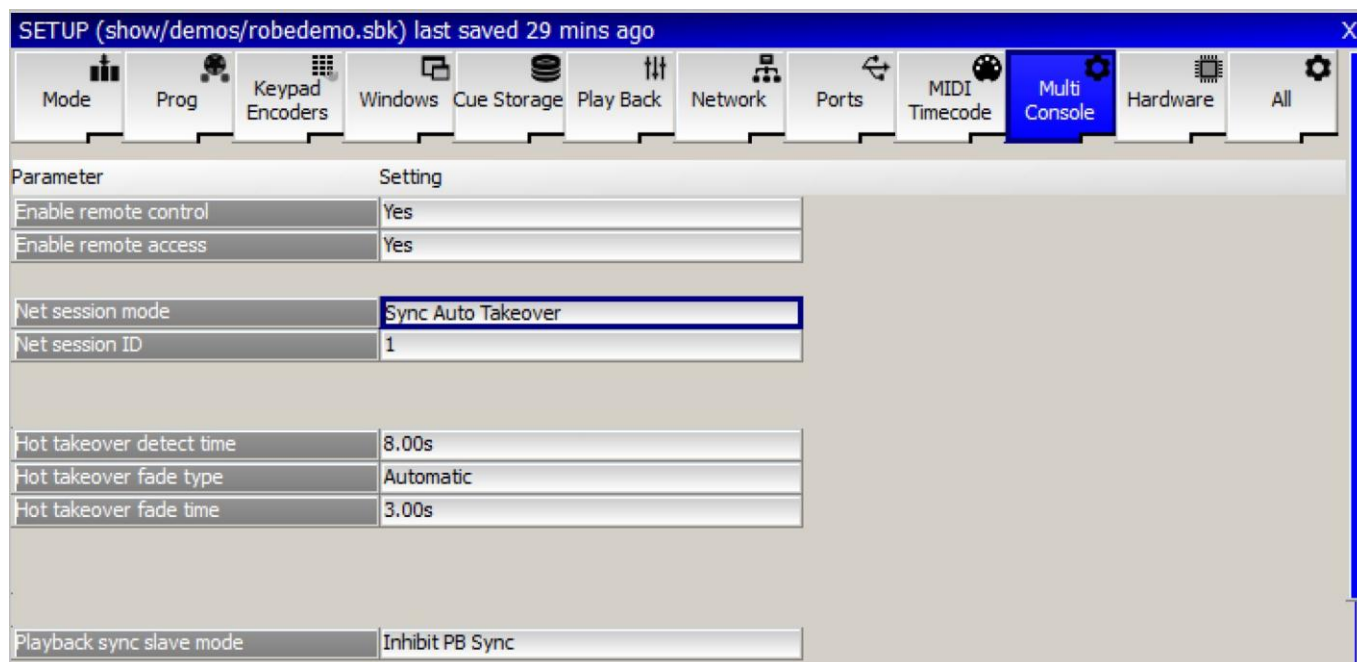 SETUP (show/demos/robedemo.sbk) last saved 29 mins ago X
Mode Prog Keypad Encoders Windows Cue Storage Play Back Network Ports MIDI Timecode Multi Console Hardware All
Parameter Setting
Enable remote control Yes
Enable remote access Yes
Net session mode Sync Auto Takeover
Net session ID 1
Hot takeover detect time 8.00s
Hot takeover fade type Automatic
Hot takeover fade time 3.00s
Playback sync slave mode Inhibit PB Sync